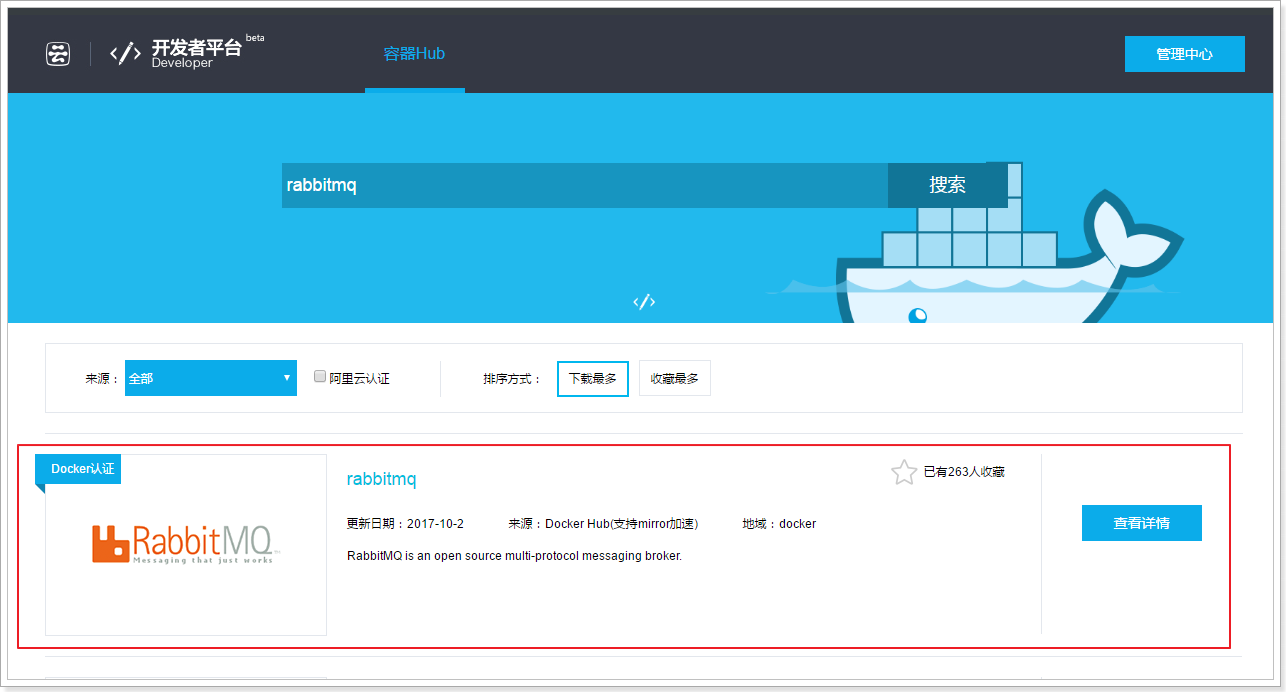 开发者平台 beta
Developer
容器Hub
管理中心
rabbitmq
搜索
来源： 全部
阿里云认证
排序方式： 下载最多 收藏最多
Docker认证
RabbitMQ
Messaging that just works
rabbitmq
已有263人收藏
更新日期：2017-10-2 来源：Docker Hub(支持mirror加速) 地域：docker
RabbitMQ is an open source multi-protocol messaging broker.
查看详情